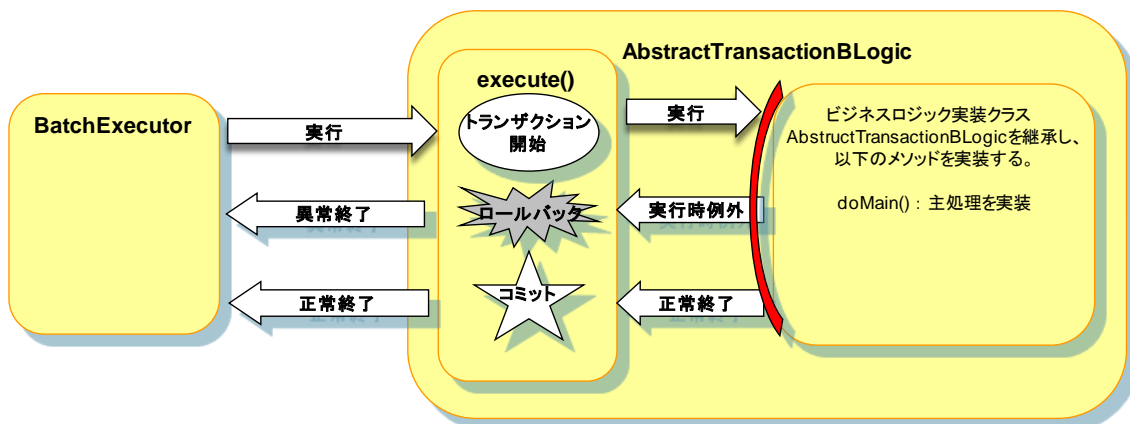 AbstractTransactionBLogic
BatchExecutor
execute()
実行
トランザクション
開始
実行
ビジネスロジック実装クラス
AbstructTransactionBLogicを継承し、
以下のメソッドを実装する。
doMain() : 主処理を実装
異常終了
ロールバック
実行時例外
正常終了
コミット
正常終了